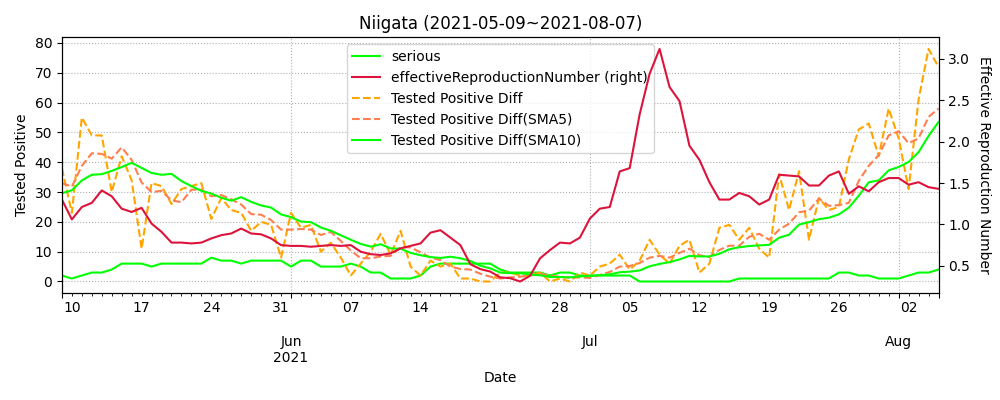 Niigata (2021-05-09~2021-08-07)
serious
effectiveReproductionNumber (right)
Tested Positive Diff
Tested Positive Diff(SMA5)
Tested Positive Diff(SMA10)
Tested Positive
80
70
60
50
40
30
20
10
0
3.0
2.5
2.0
1.5
1.0
0.5
Effective Reproduction Number
10 17 24 31 07 14 21 28 05 12 19 26 02
Jun Jul Aug
2021
Date